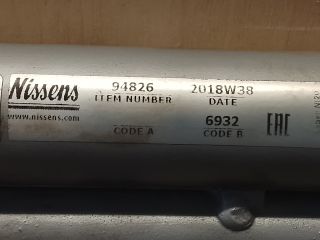 Nissens 94826 2018W38
ITEM NUMBER DATE
www.nissens.com 6932 EAC
CODE A CODE B